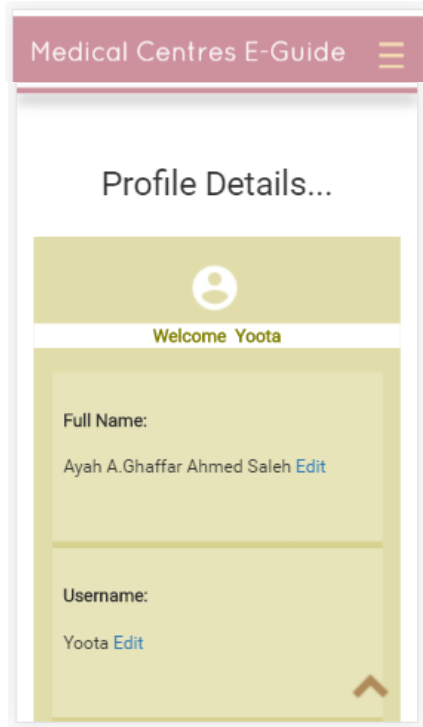 Medical Centres E-Guide
Profile Details...
Welcome Yoota
Full Name:
Ayah A.Ghaffar Ahmed Saleh Edit
Username:
Yoota Edit